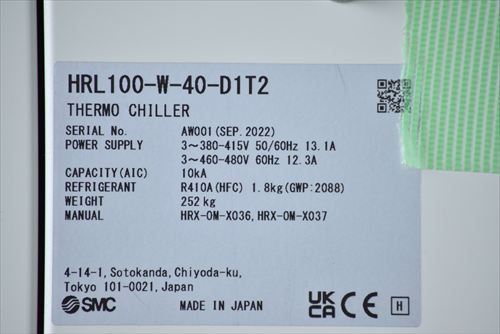 HRL100-W-40-D1T2
THERMO CHILLER
SERIAL No. AW001 (SEP. 2022)
POWER SUPPLY 3～380-415V 50/60Hz 13.1A
3～460-480V 60Hz 12.3A
CAPACITY(AIC) 10kA
REFRIGERANT R410A(HFC) 1.8kg(GWP:2088)
WEIGHT 252kg
MANUAL HRX-OM-X036, HRX-OM-X037
4-14-1, Sotokanda, Chiyoda-ku,
Tokyo 101-0021, Japan
SMC MADE IN JAPAN UK CA CE H